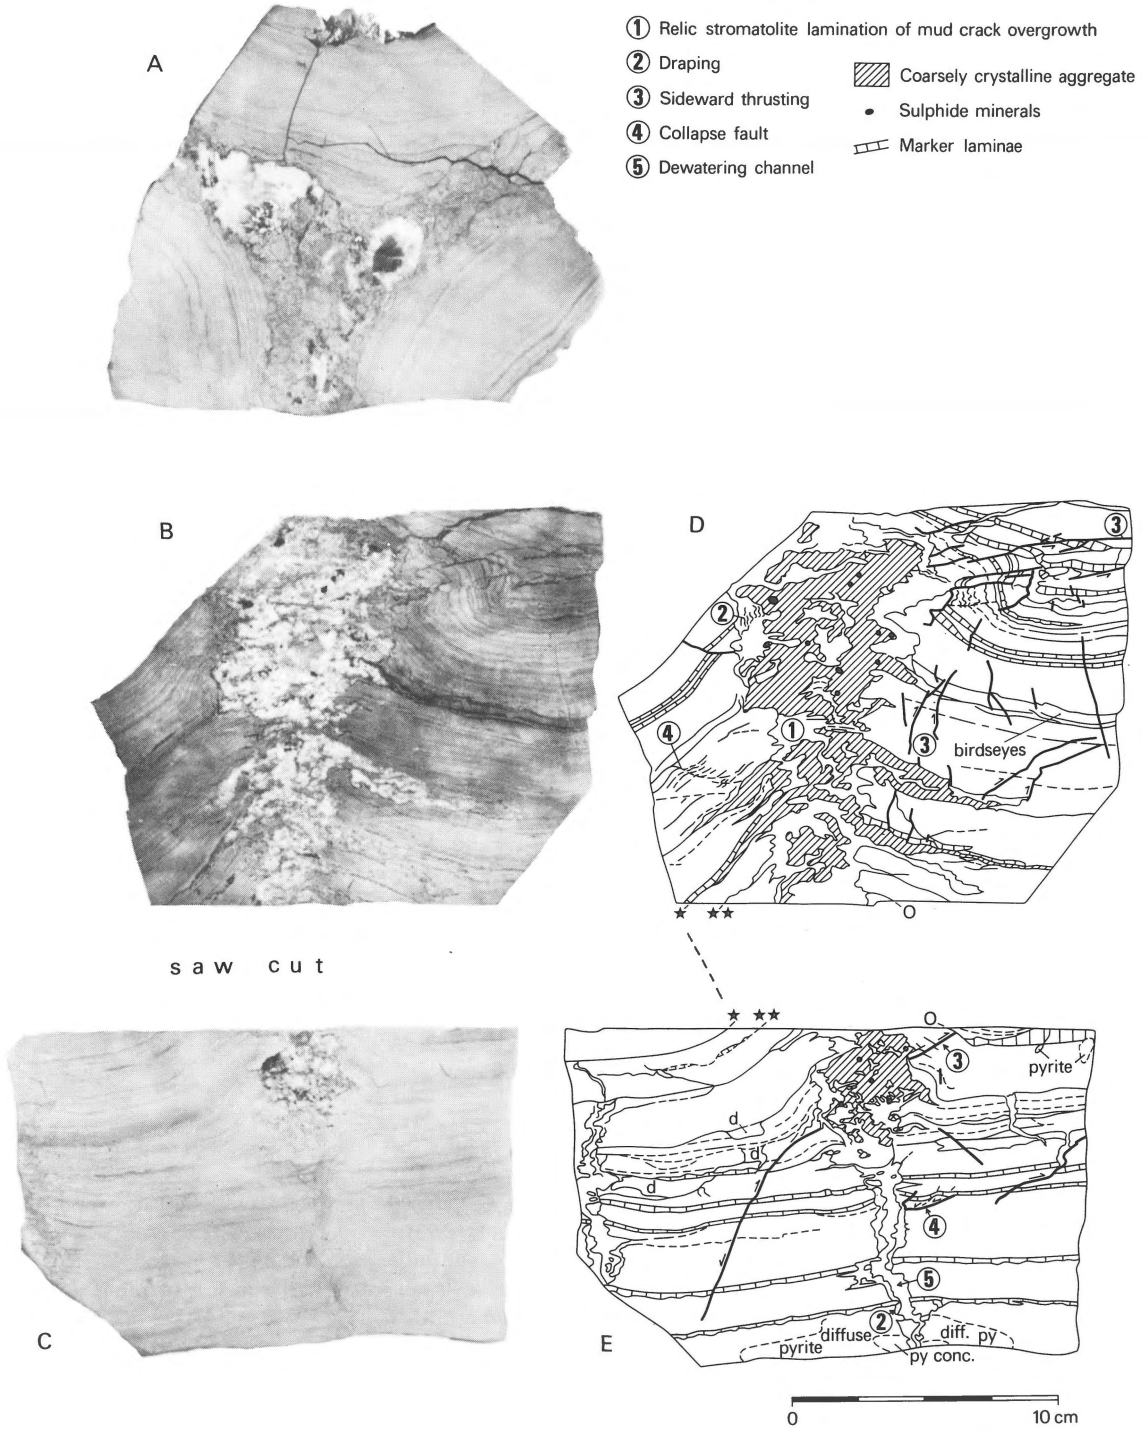 A
① Relic stromatolite lamination of mud crack overgrowth
② Draping
③ Sideward thrusting
④ Collapse fault
⑤ Dewatering channel
Coarsely crystalline aggregate
Sulphide minerals
Marker laminae
B
D
③
②
④
①
③
birdseyes
★ ★★
O
saw cut
★ ★★
O
③
pyrite
d
d
d
④
⑤
②
diffuse
pyrite
diff. py
py conc.
C
E
0
10 cm